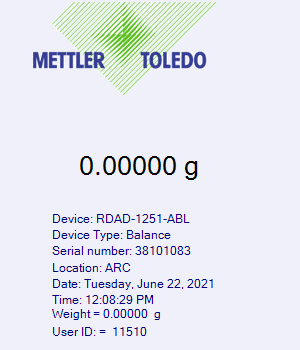 METTLER TOLEDO
0.00000 g
Device: RDAD-1251-ABL
Device Type: Balance
Serial number: 38101083
Location: ARC
Date: Tuesday, June 22, 2021
Time: 12:08:29 PM
Weight = 0.00000 g
User ID: = 11510